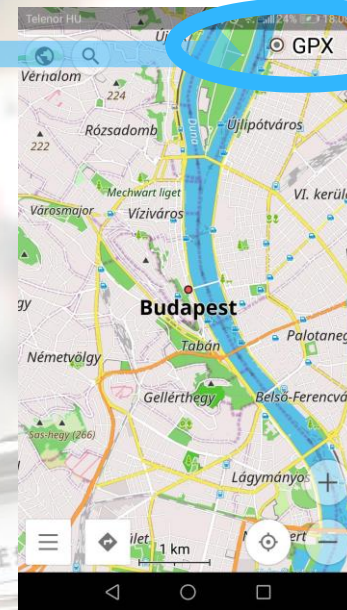 Telenor HU
24%
GPX
Vérhalom
224
Rózsadomb
Újlipótváros
222
Duna
Mechwart liget
VI. kerül
Városmajor
Víziváros
Budapest
Tabán
Palotaneg
Németvölgy
Gellérthegy
Belső-Ferencvá
Sas-hegy (266)
Lágymányos
1 km